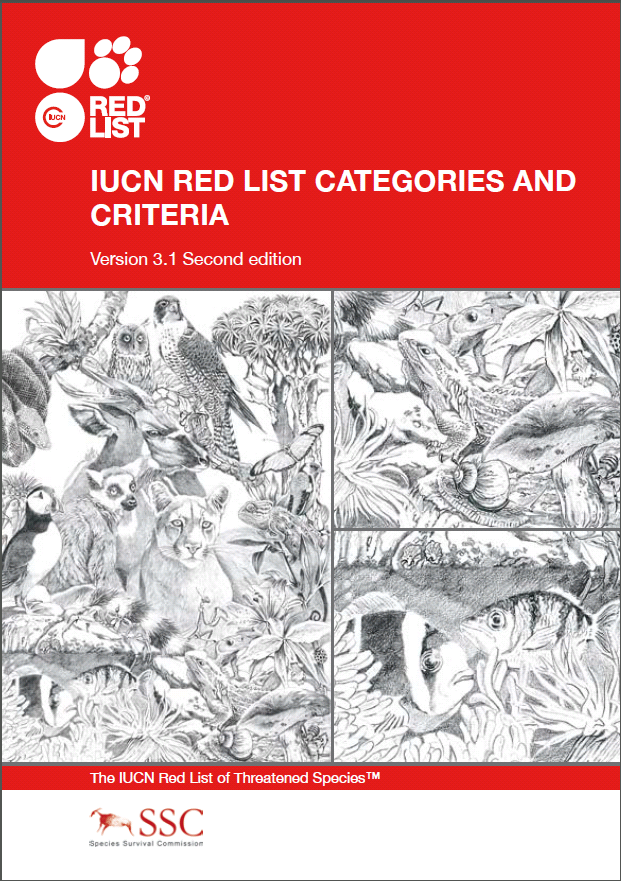 IUCN
RED®
LIST
IUCN RED LIST CATEGORIES AND
CRITERIA
Version 3.1 Second edition
The IUCN Red List of Threatened Species™
SSC
Species Survival Commission